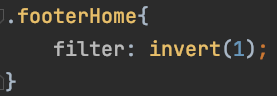 .footerHome{
    filter: invert(1);
}